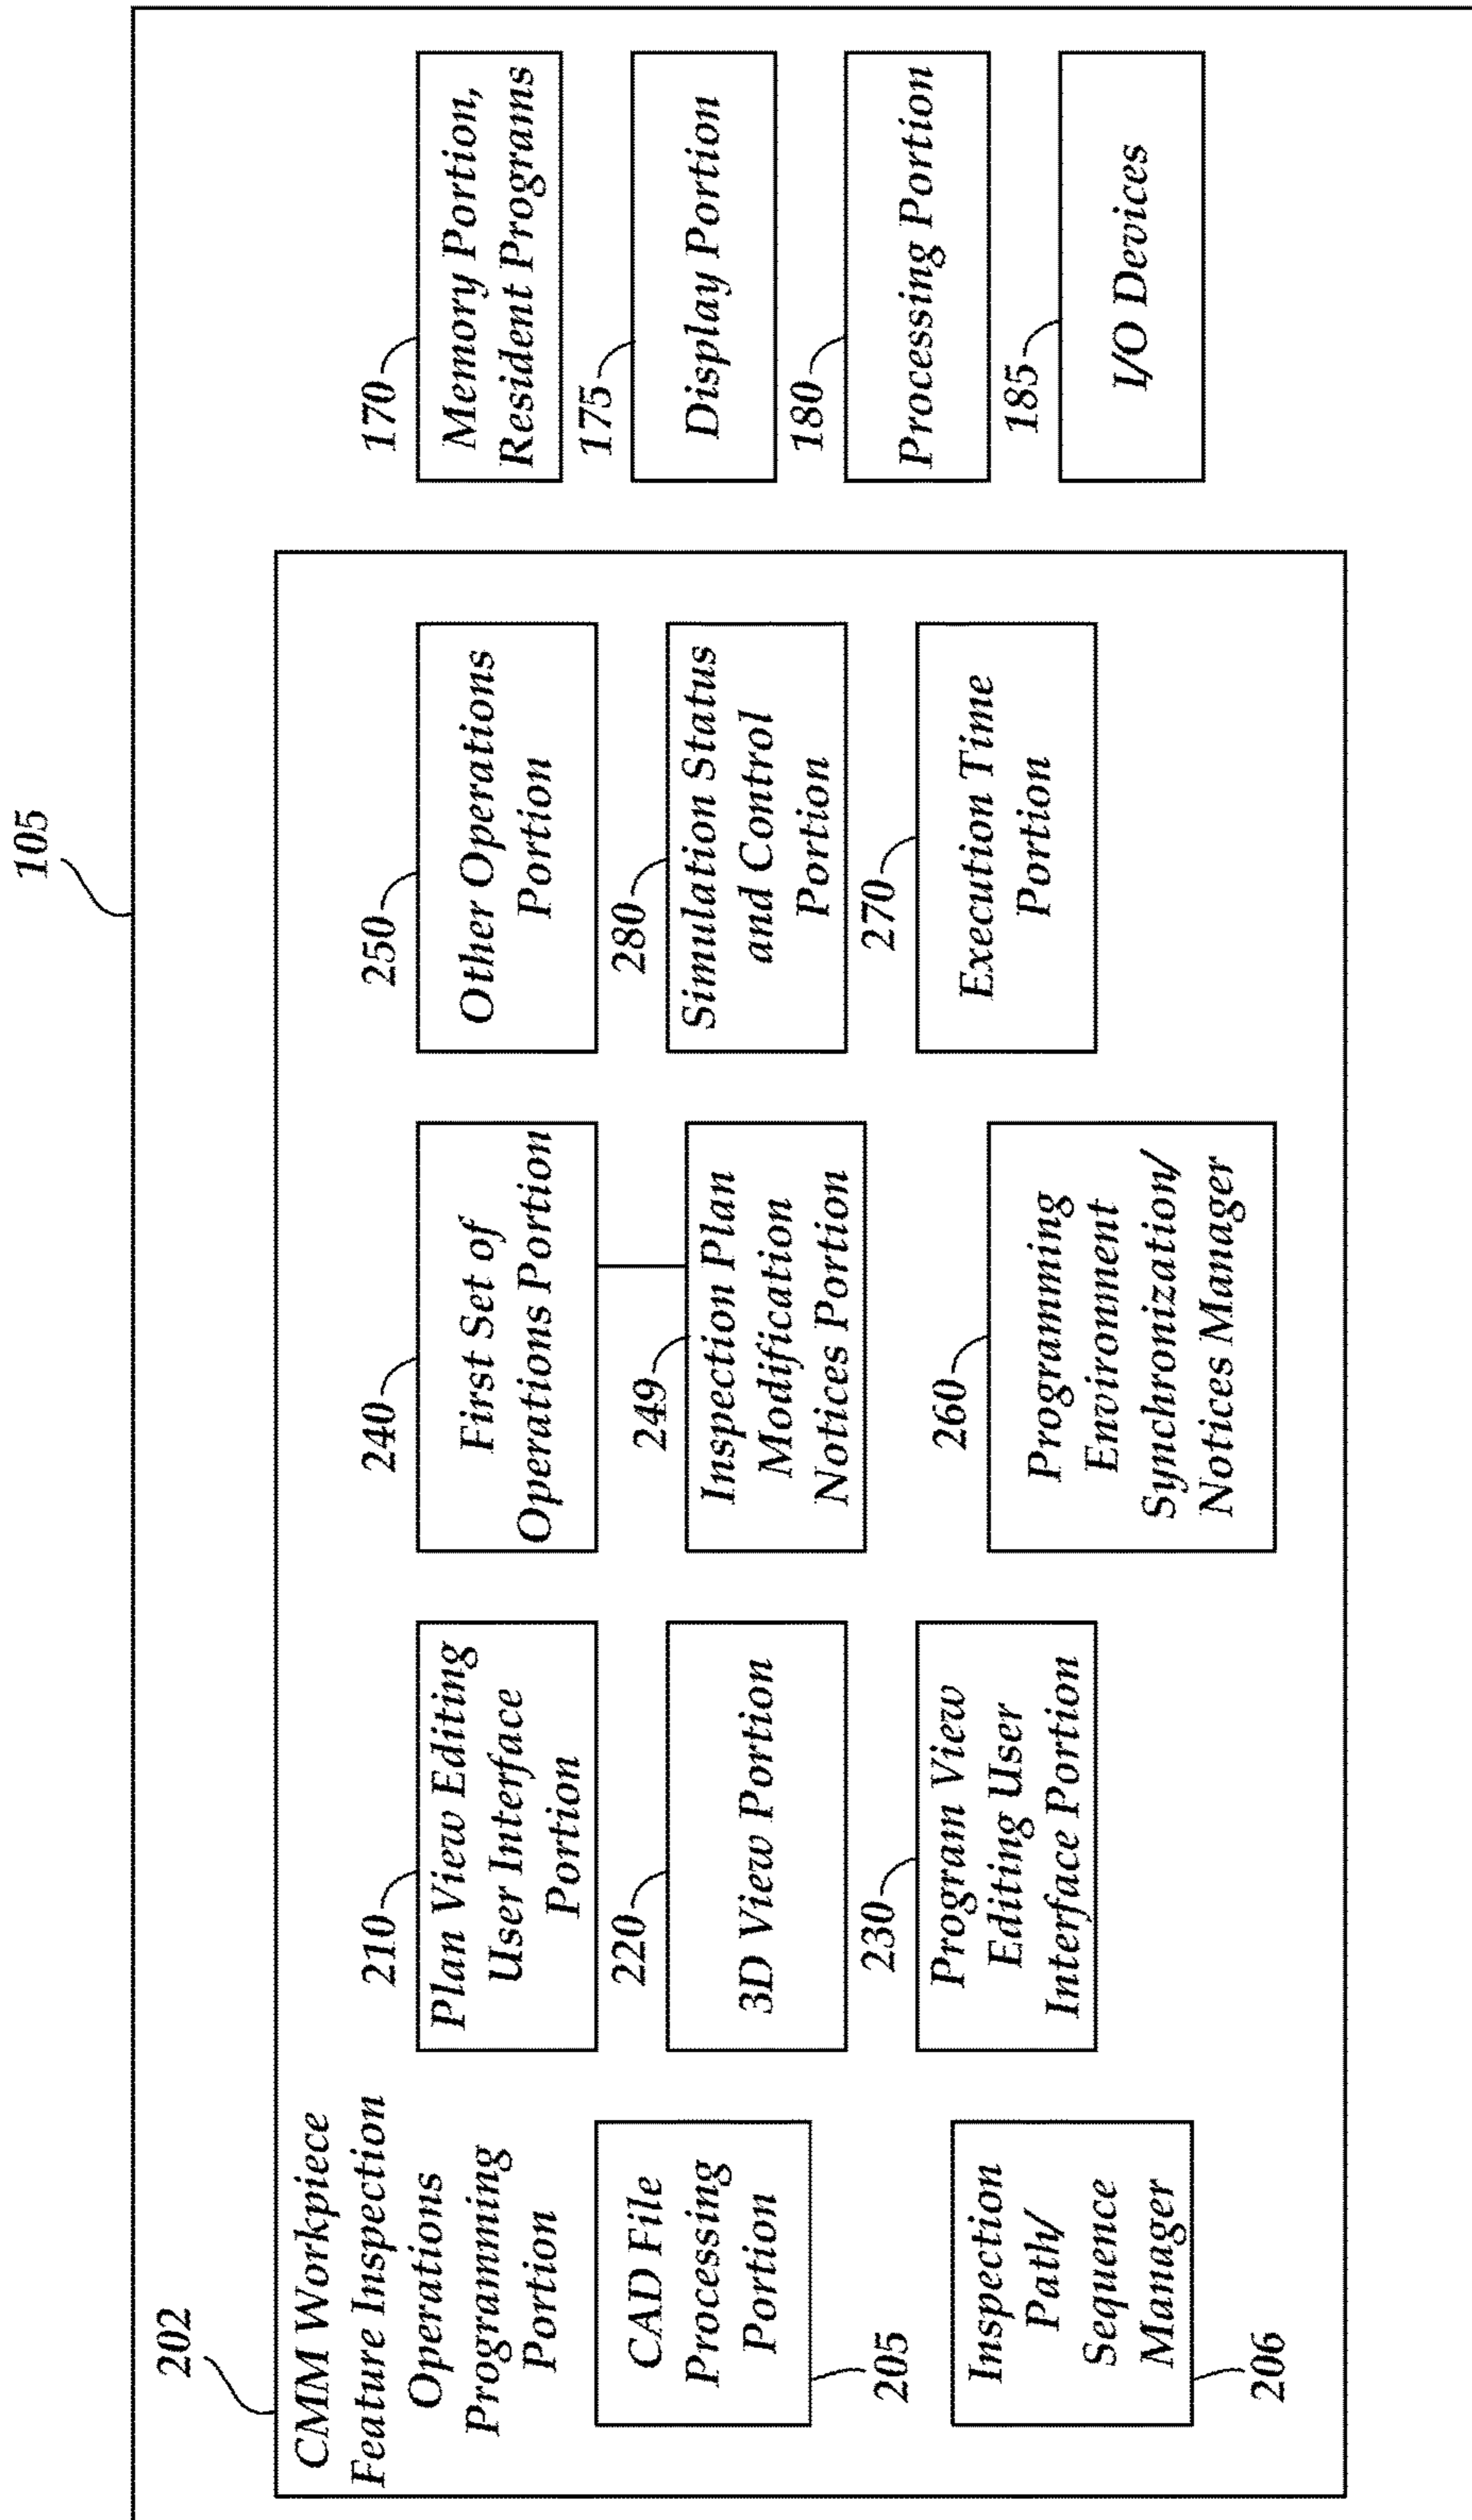 105
202
CMM Workpiece
Feature Inspection
Operations
Programming
Portion
CAD File
Processing
Portion
205
Inspection
Path/
Sequence
Manager
206
210
Plan View Editing
User Interface
Portion
220
3D View Portion
230
Program View
Editing User
Interface Portion
240
First Set of
Operations Portion
249
Inspection Plan
Modification
Notices Portion
260
Programming
Environment
Synchronization/
Notices Manager
250
Other Operations
Portion
280
Simulation Status
and Control
Portion
270
Execution Time
Portion
170
Memory Portion,
Resident Programs
175
Display Portion
180
Processing Portion
185
I/O Devices